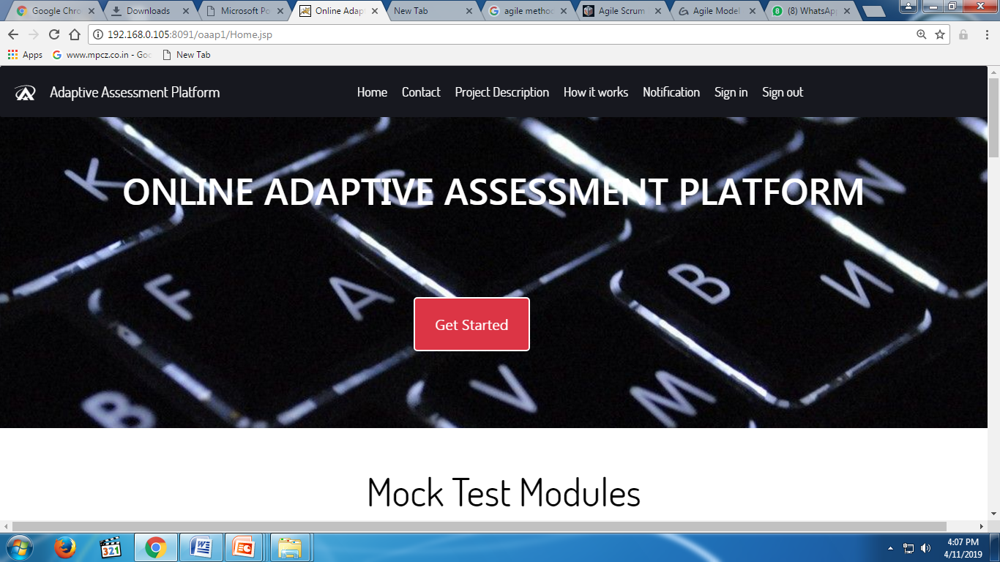 Google Chro
Downloads
Microsoft Po
Online Adap
New Tab
agile metho
Agile Scrum
Agile Model
(8) WhatsAp
192.168.0.105:8091/oaap1/Home.jsp
Apps
www.mpcz.co.in - Goo
New Tab
Adaptive Assessment Platform
Home Contact Project Description How it works Notification Sign in Sign out
ONLINE ADAPTIVE ASSESSMENT PLATFORM
K
N
F A B И
Get Started
B V M
Mock Test Modules
321
4:07 PM
4/11/2019